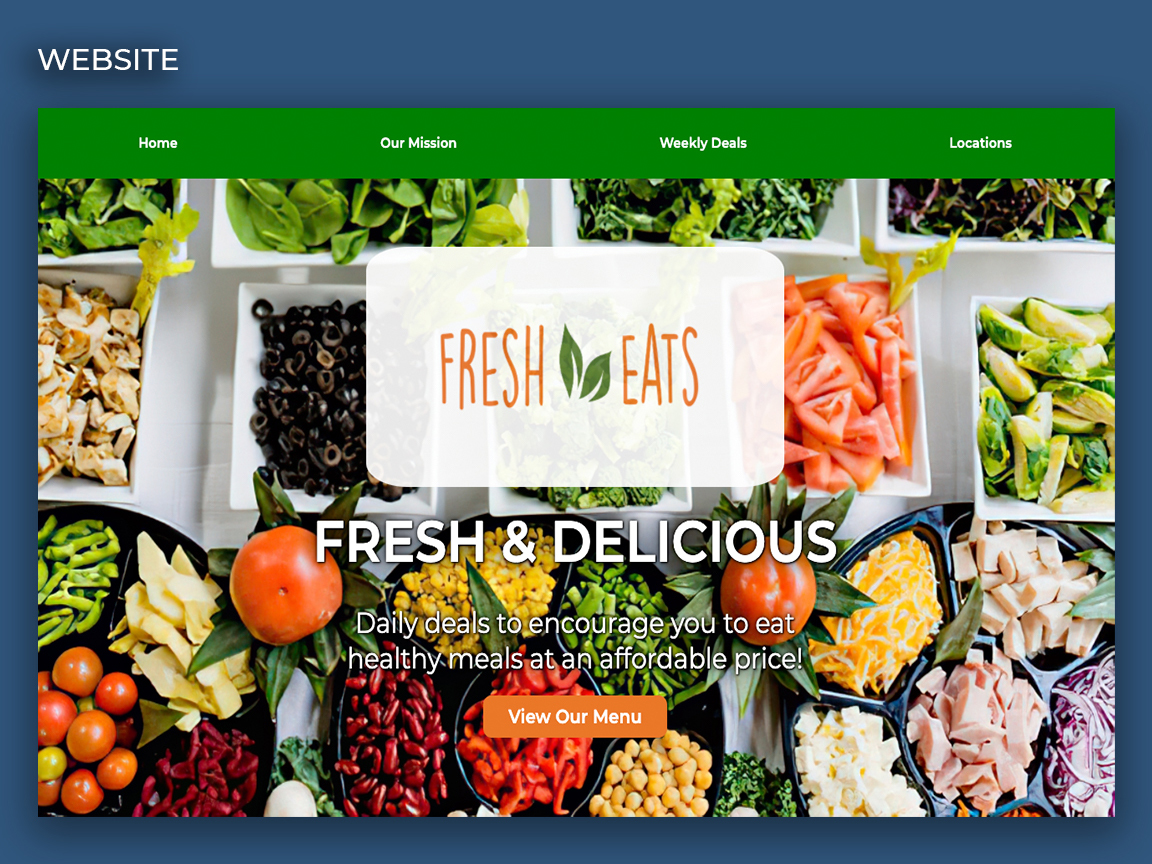 WEBSITE
Home
Our Mission
Weekly Deals
Locations
FRESH EATS
FRESH & DELICIOUS
Daily deals to encourage you to eat
healthy meals at an affordable price!
View Our Menu